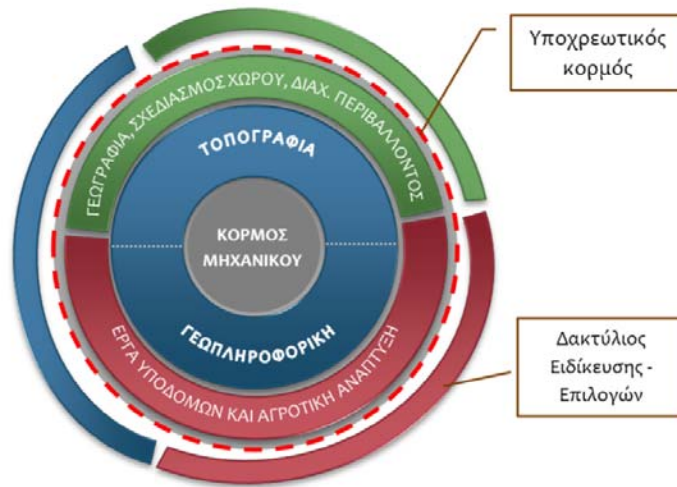 Υποχρεωτικός
κορμός
ΓΕΩΓΡΑΦΙΑ, ΣΧΕΔΙΑΣΜΟΣ ΧΩΡΟΥ, ΔΙΑΧ. ΠΕΡΙΒΑΛΛΟΝΤΟΣ
ΤΟΠΟΓΡΑΦΙΑ
ΚΟΡΜΟΣ
ΜΗΧΑΝΙΚΟΥ
ΓΕΩΠΛΗΡΟΦΟΡΙΚΗ
ΕΡΓΑ ΥΠΟΔΟΜΩΝ ΚΑΙ ΑΓΡΟΤΙΚΗ ΑΝΑΠΤΥΞΗ
Δακτύλιος
Ειδίκευσης -
Επιλογών